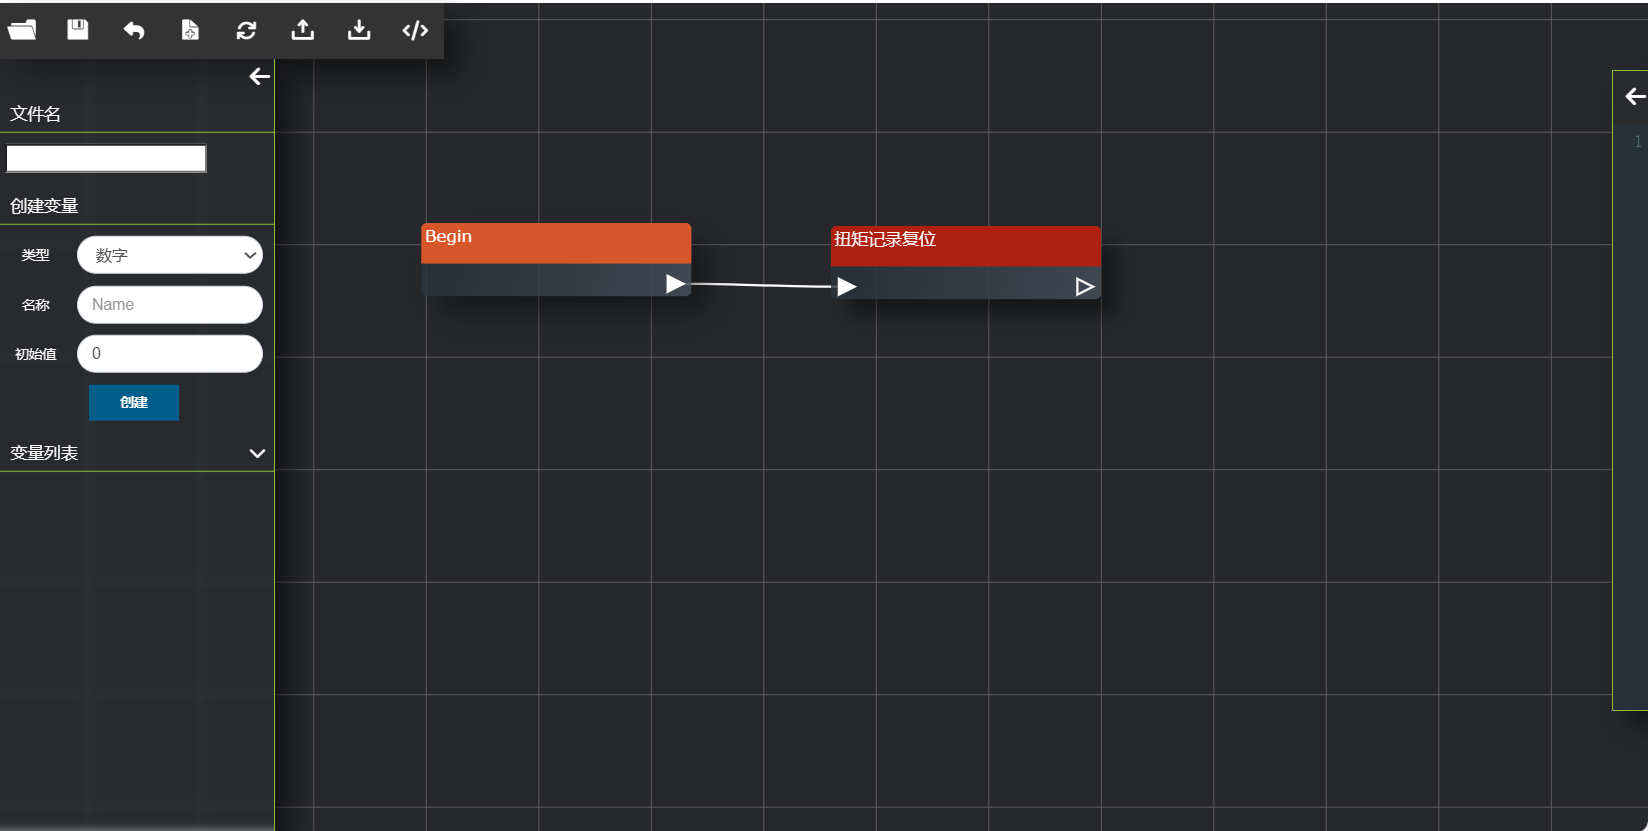 文件名
创建变量
类型 数字
名称 Name
初始值 0
创建
变量列表
Begin
扭矩记录复位
1